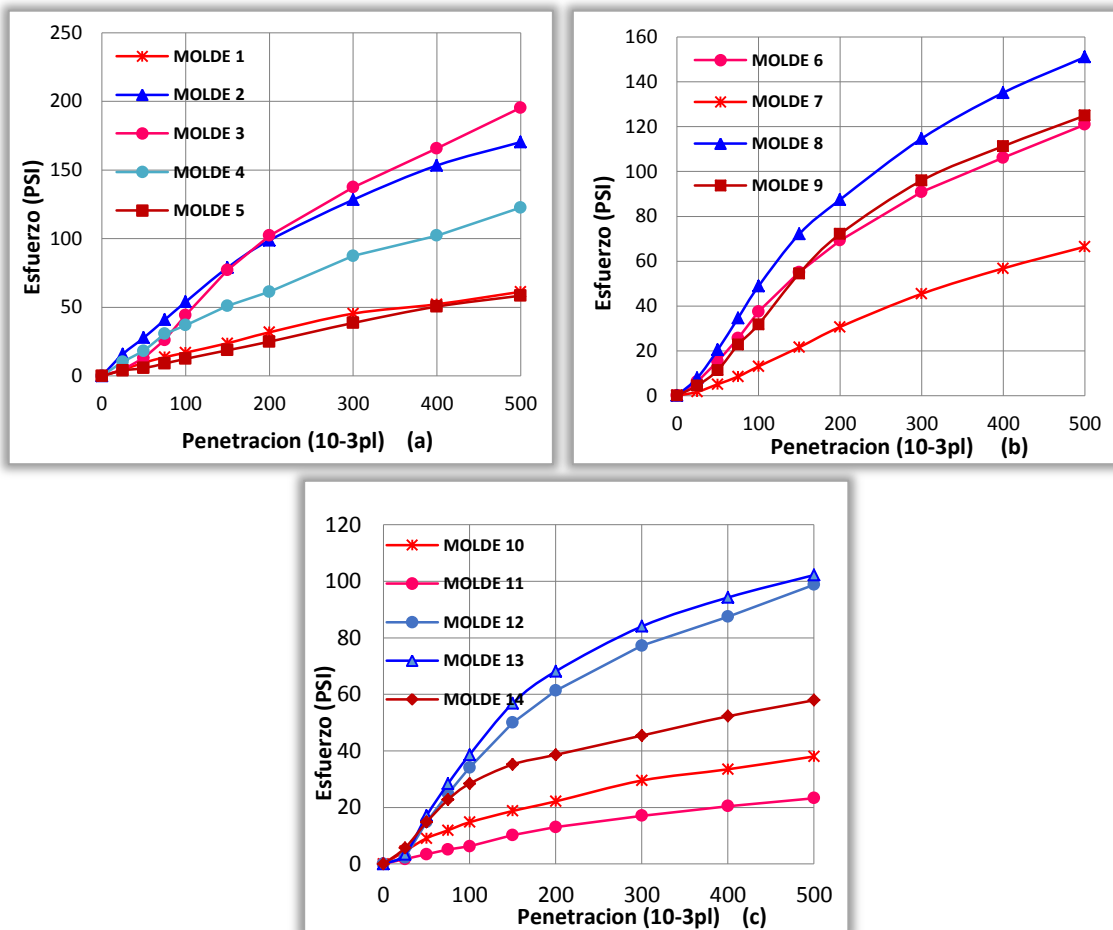 250
200
150
100
50
0
Esfuerzo (PSI)
MOLDE 1
MOLDE 2
MOLDE 3
MOLDE 4
MOLDE 5
0 100 200 300 400 500
Penetracion (10-3pl) (a)
160
140
120
100
80
60
40
20
0
Esfuerzo (PSI)
MOLDE 6
MOLDE 7
MOLDE 8
MOLDE 9
0 100 200 300 400 500
Penetracion (10-3pl) (b)
120
100
80
60
40
20
0
Esfuerzo (PSI)
MOLDE 10
MOLDE 11
MOLDE 12
MOLDE 13
MOLDE 14
0 100 200 300 400 500
Penetracion (10-3pl) (c)